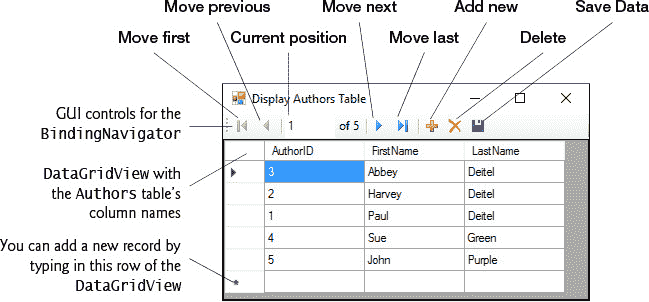 Move previous Move next Add new Save Data
Move first Current position Move last Delete
Display Authors Table
GUI controls for the
BindingNavigator
1 of 5
AuthorID FirstName LastName
DataGridView with
the Authors table's
column names
3 Abbey Deitel
2 Harvey Deitel
1 Paul Deitel
4 Sue Green
5 John Purple
You can add a new record by
typing in this row of the
DataGridView